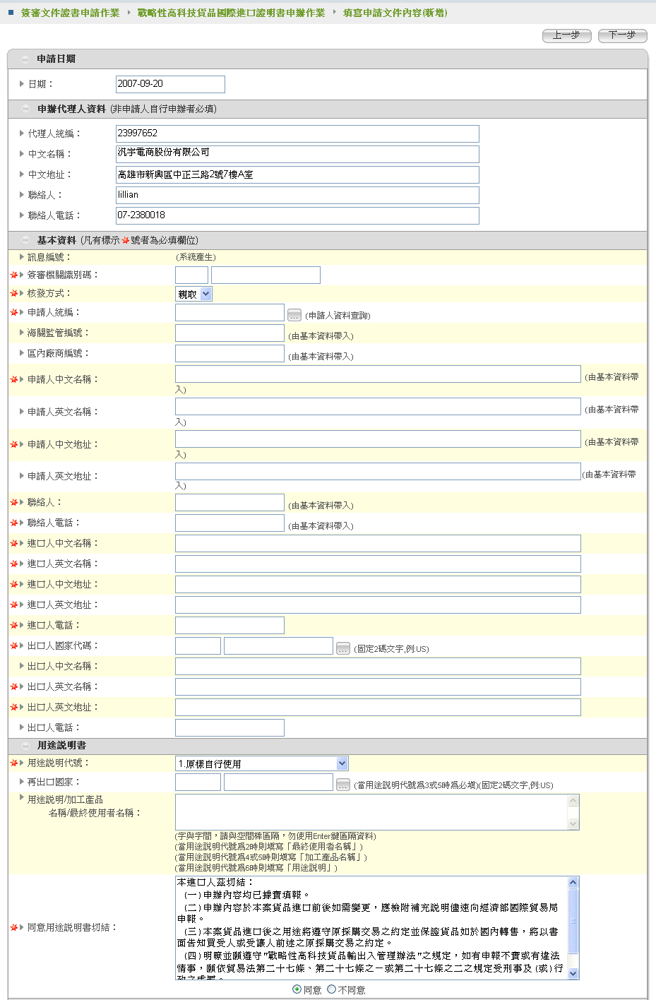 簽審文件證書申請作業 戰略性高科技貨品國際進口證明書申辦作業 填寫申請文件內容(新增)
上一步 下一步
申請日期
日期： 2007-09-20
申辦代理人資料 (非申請人自行申辦者必填)
代理人統編： 23997652
中文名稱： 汎宇電商股份有限公司
中文地址： 高雄市新興區中正三路2號7樓A室
聯絡人： lillian
聯絡人電話： 07-2380018
基本資料 (凡有標示 號者為必填欄位)
訊息編號： (系統產生)
簽審機關識別碼：
核發方式： 親取
申請人統編： ... (申請人資料查詢)
海關監管編號： (由基本資料帶入)
區內廠商編號： (由基本資料帶入)
申請人中文名稱： (由基本資料帶
入)
申請人英文名稱： (由基本資料帶
入)
申請人中文地址： (由基本資料帶
入)
申請人英文地址： (由基本資料帶
入)
聯絡人： (由基本資料帶入)
聯絡人電話： (由基本資料帶入)
進口人中文名稱：
進口人英文名稱：
進口人中文地址：
進口人英文地址：
進口人電話：
出口人國家代碼： ... (固定2碼文字,例:US)
出口人中文名稱：
出口人英文名稱：
出口人英文地址：
出口人電話：
用途說明書
用途說明代號： 1.原樣自行使用
再出口國家： ... (當用途說明代號為3或5時為必填)(固定2碼文字,例:US)
用途說明/加工產品
名稱/最終使用者名稱：
(字與字間，請與空間棒區隔，勿使用Enter鍵區隔資料)
(當用途說明代號為2時則填寫「最終使用者名稱」)
(當用途說明代號為4或5時則填寫「加工產品名稱」)
(當用途說明代號為6時則填寫「用途說明」)
同意用途說明書切結：
本進口人茲切結：
(一)申辦內容均已據實填報。
(二)申辦內容於本案貨品進口前後如需變更，應檢附補充說明儘速向經濟部國際貿易局
申報。
(三)本案貨品進口後之用途將遵守原採購交易之約定並保證貨品如於國內轉售，將以書
面告知買受人或受讓人前述之原採購交易之約定。
(四)明瞭並願遵守"戰略性高科技貨品輸出入管理辦法"之規定，如有申報不實或有違法
情事，願依貿易法第二十七條、第二十七條之一或第二十七條之二之規定受刑事及(或)行
政之處罰。
同意 不同意